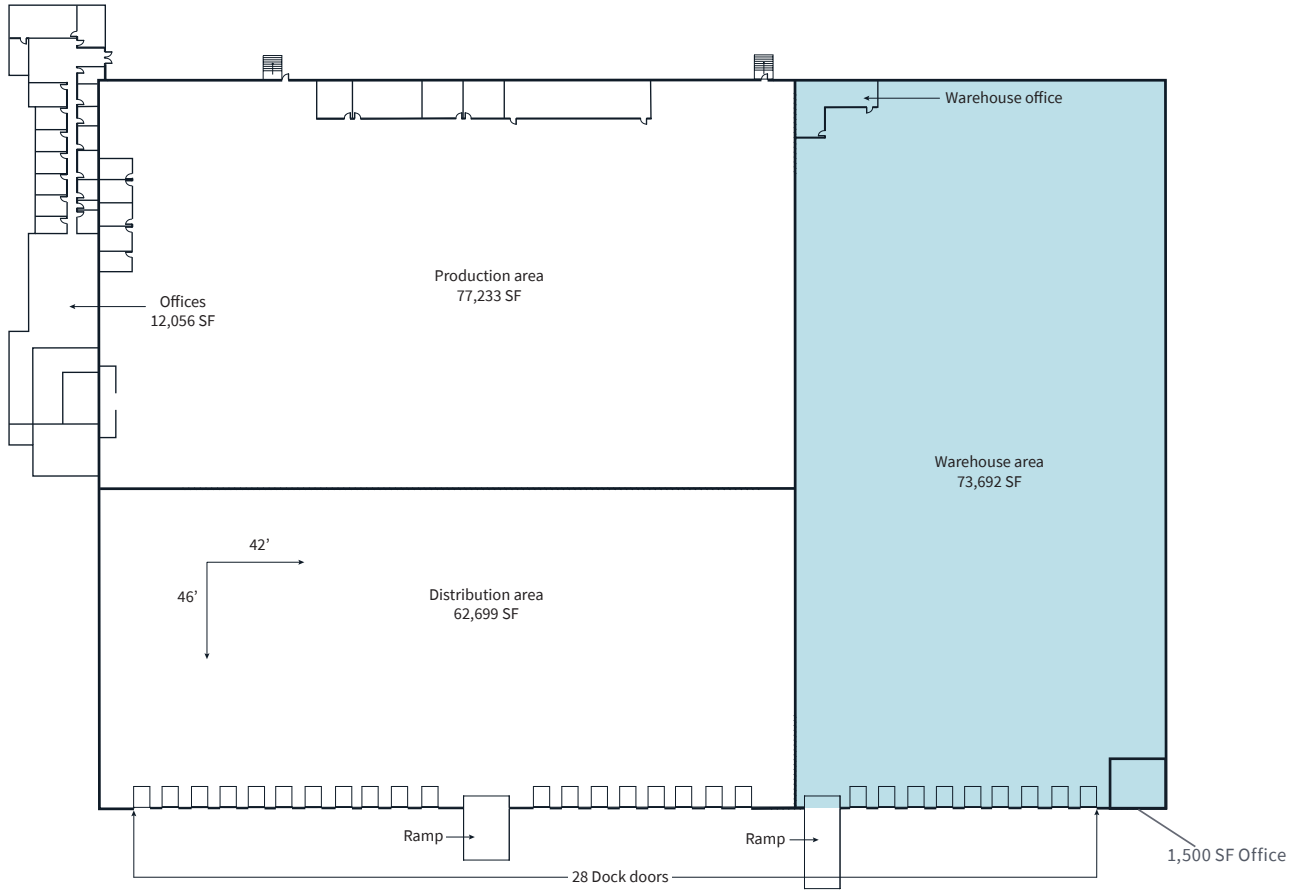 Warehouse office
Production area
77,233 SF
Offices
12,056 SF
Warehouse area
73,692 SF
42’
46’
Distribution area
62,699 SF
Ramp
Ramp
1,500 SF Office
28 Dock doors